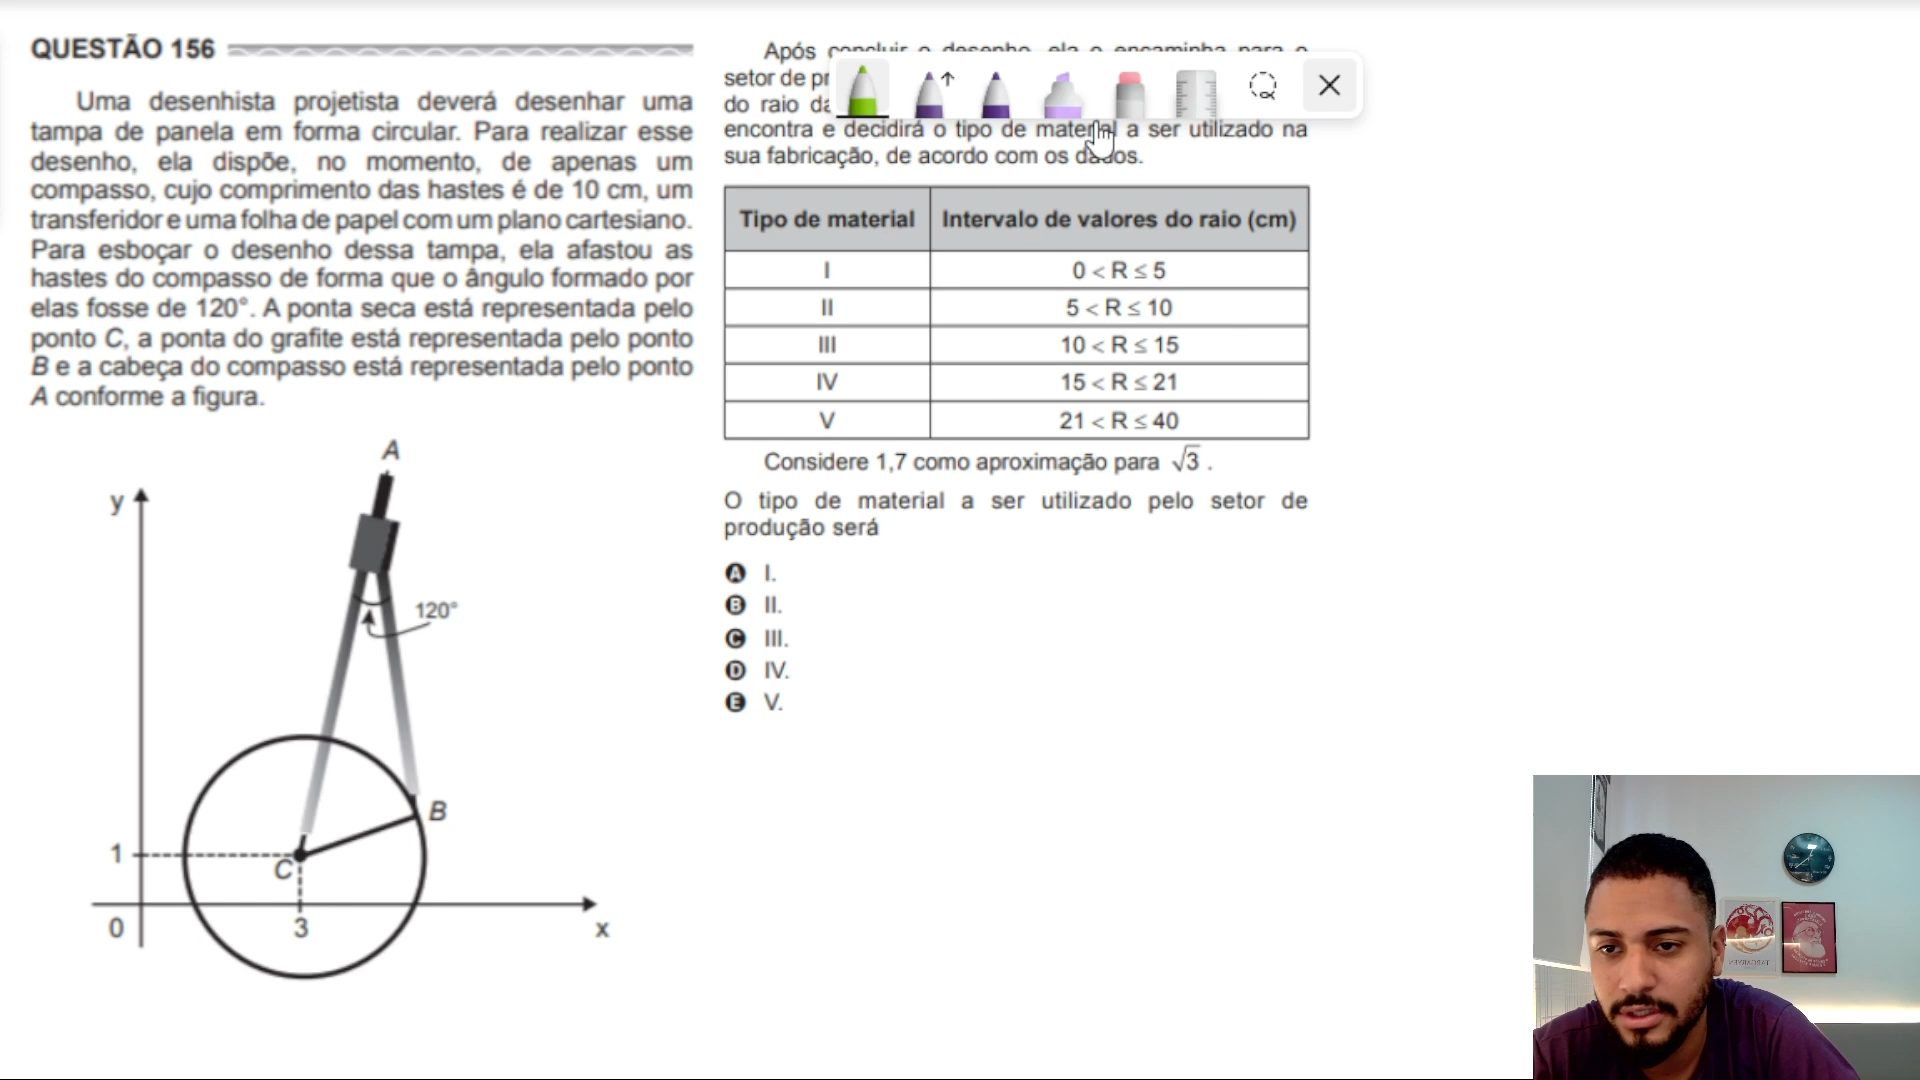 QUESTÃO 156
Uma desenhista projetista deverá desenhar uma
tampa de panela em forma circular. Para realizar esse
desenho, ela dispõe, no momento, de apenas um
compasso, cujo comprimento das hastes é de 10 cm, um
transferidor e uma folha de papel com um plano cartesiano.
Para esboçar o desenho dessa tampa, ela afastou as
hastes do compasso de forma que o ângulo formado por
elas fosse de 120°. A ponta seca está representada pelo
ponto C, a ponta do grafite está representada pelo ponto
B e a cabeça do compasso está representada pelo ponto
A conforme a figura.
A
y
120°
B
1
C
0
3
x
Após concluir o desenho, ela o encaminha para o
setor de
do raio da
encontra e decidirá o tipo de material a ser utilizado na
sua fabricação, de acordo com os dados.
Tipo de material Intervalo de valores do raio (cm)
I 0 < R ≤ 5
II 5 < R ≤ 10
III 10 < R ≤ 15
IV 15 < R ≤ 21
V 21 < R ≤ 40
Considere 1,7 como aproximação para √3 .
O tipo de material a ser utilizado pelo setor de
produção será
A I.
B II.
C III.
D IV.
E V.